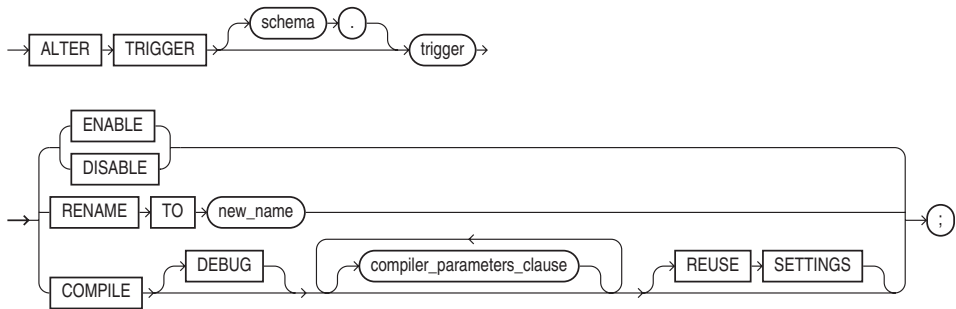 schema .
ALTER TRIGGER trigger
ENABLE
DISABLE
RENAME TO new_name ;
DEBUG compiler_parameters_clause REUSE SETTINGS
COMPILE